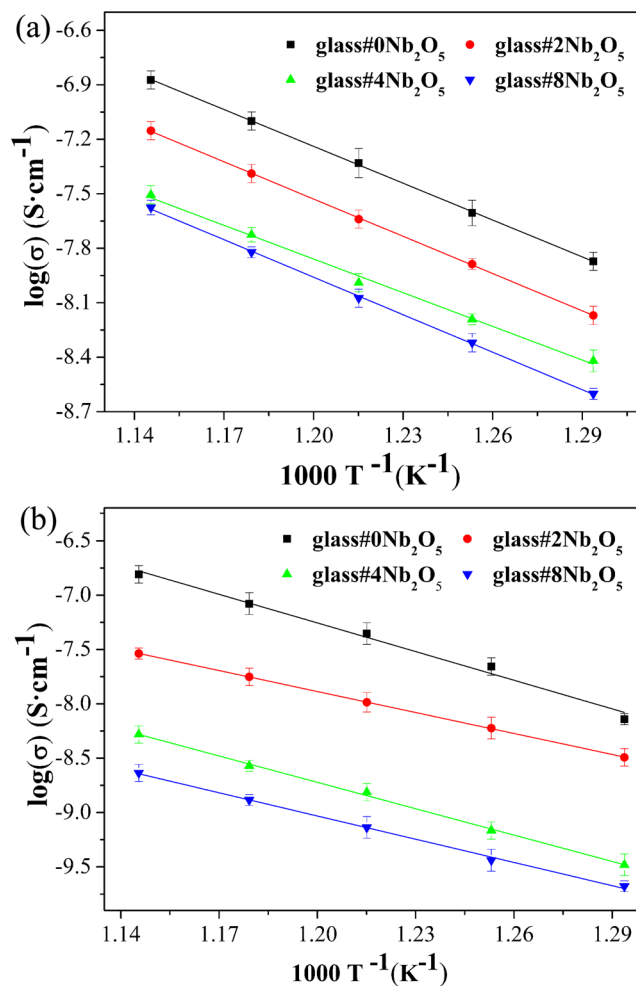 (a)
glass#0Nb₂O₅ glass#2Nb₂O₅
glass#4Nb₂O₅ glass#8Nb₂O₅
log(σ) (S·cm⁻¹)
-6.6
-6.9
-7.2
-7.5
-7.8
-8.1
-8.4
-8.7
1.14 1.17 1.20 1.23 1.26 1.29
1000 T ⁻¹(K⁻¹)
(b)
glass#0Nb₂O₅ glass#2Nb₂O₅
glass#4Nb₂O₅ glass#8Nb₂O₅
log(σ) (S·cm⁻¹)
-6.5
-7.0
-7.5
-8.0
-8.5
-9.0
-9.5
1.14 1.17 1.20 1.23 1.26 1.29
1000 T ⁻¹(K⁻¹)